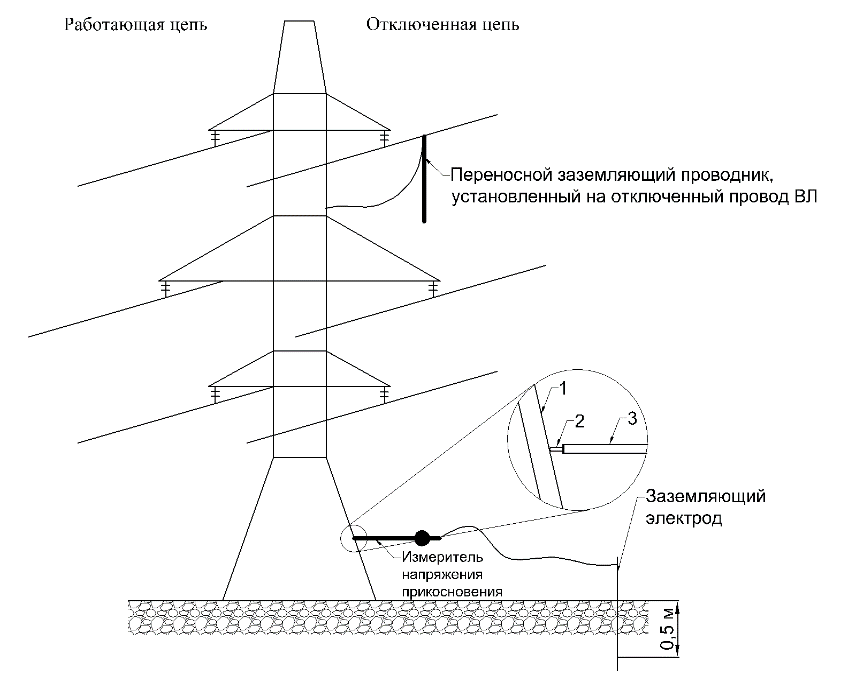 Работающая цепь
Отключенная цепь
Переносной заземляющий проводник,
установленный на отключенный провод ВЛ
1
2
3
Заземляющий
электрод
Измеритель
напряжения
прикосновения
0,5 м